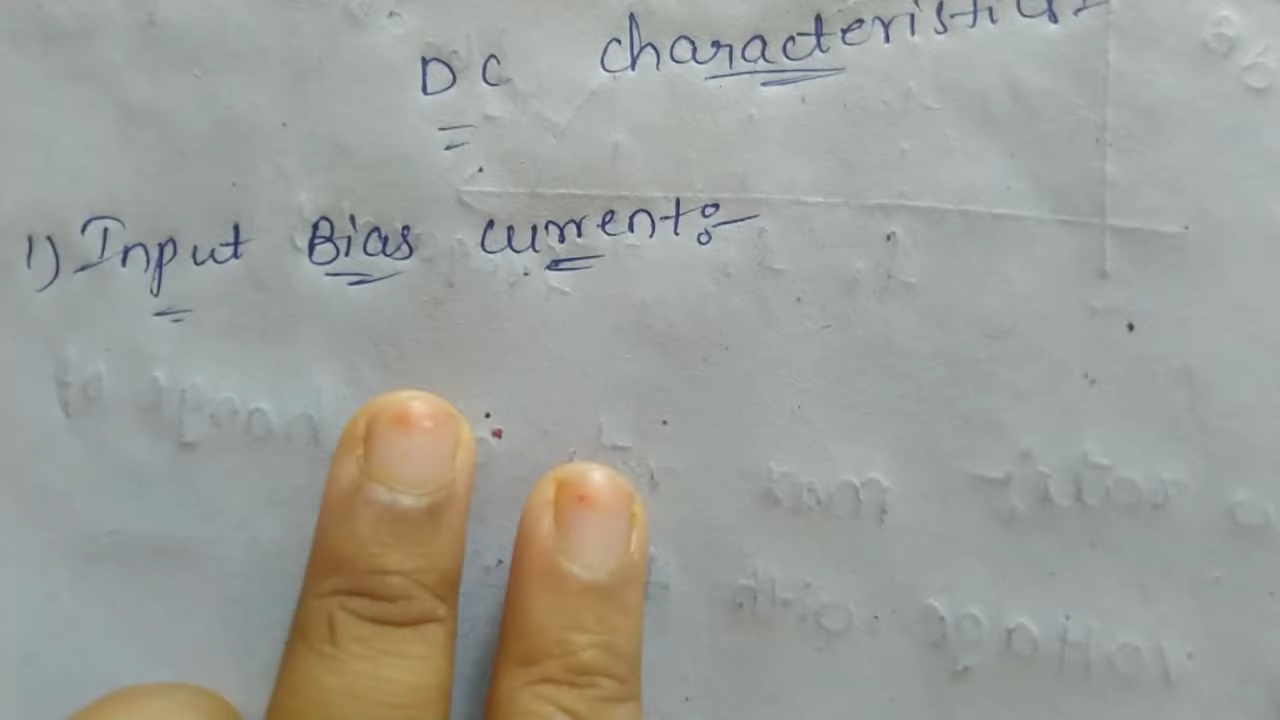 DC characteristics
1) Input Bias current:-